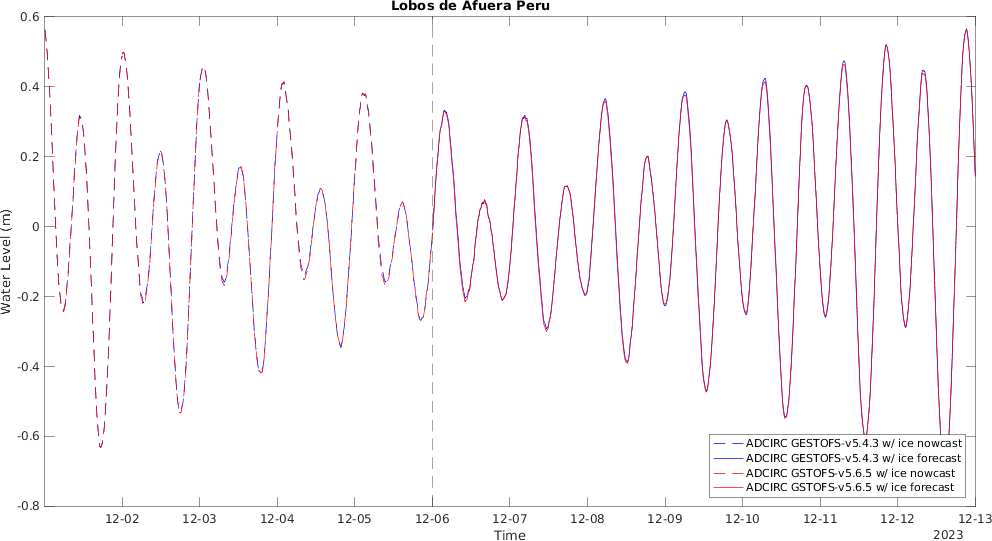 Lobos de Afuera Peru
0.6
0.4
0.2
0
-0.2
-0.4
-0.6
-0.8
Water Level (m)
ADCIRC GESTOFS-v5.4.3 w/ ice nowcast
ADCIRC GESTOFS-v5.4.3 w/ ice forecast
ADCIRC GSTOFS-v5.6.5 w/ ice nowcast
ADCIRC GSTOFS-v5.6.5 w/ ice forecast
12-02 12-03 12-04 12-05 12-06 12-07 12-08 12-09 12-10 12-11 12-12 12-13
Time
2023